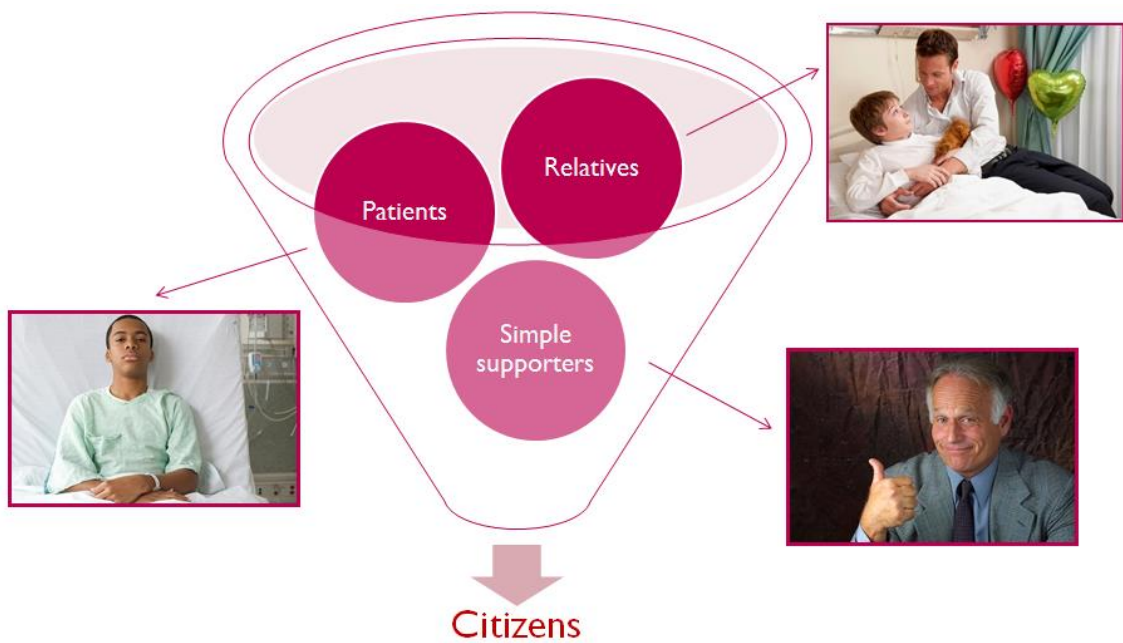 Relatives
Patients
Simple
supporters
Citizens